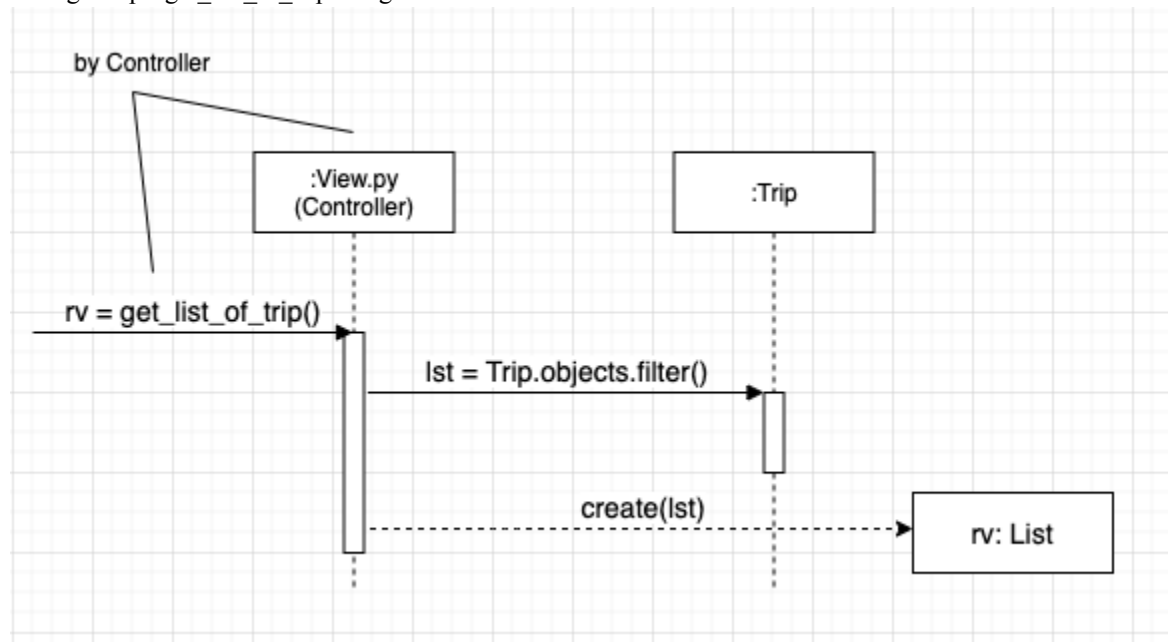 by Controller
:View.py
(Controller)
:Trip
rv = get_list_of_trip()
lst = Trip.objects.filter()
create(lst)
rv: List